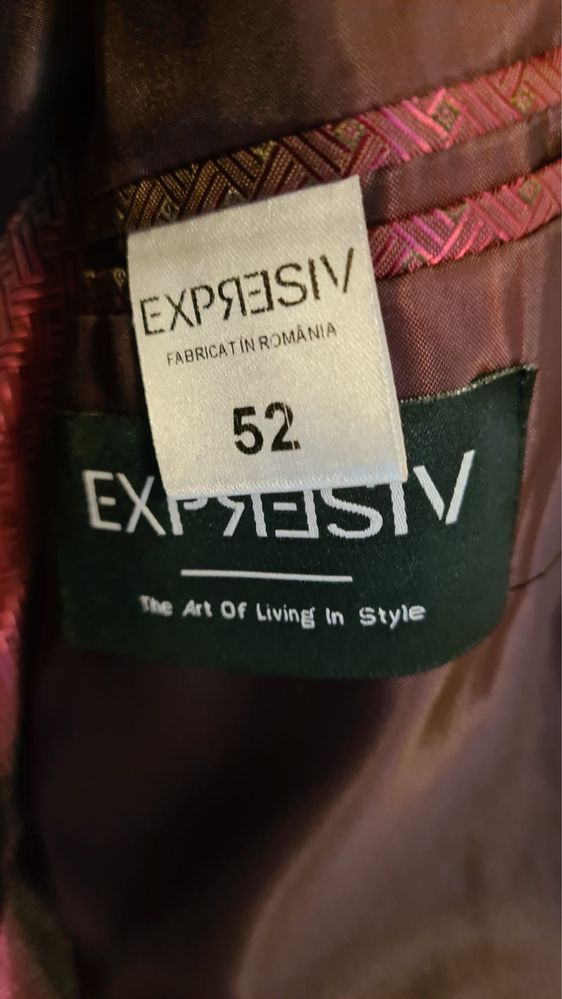 EXPRESIV
FABRICAT ÎN ROMÂNIA
52
EXPRESIV
The Art Of Living In Style